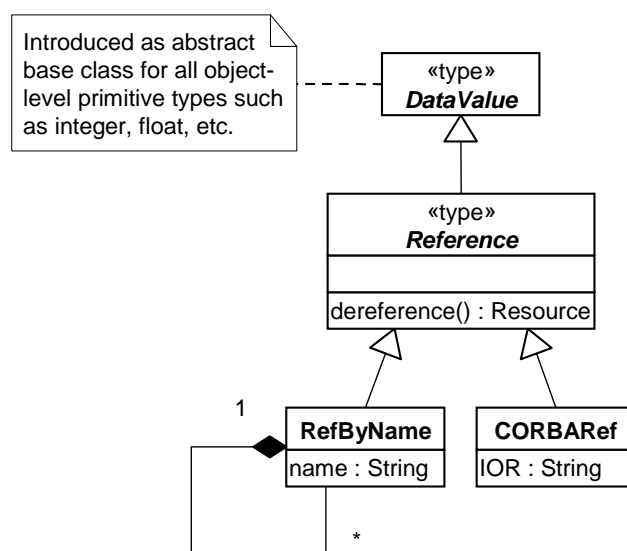 Introduced as abstract
base class for all object-
level primitive types such
as integer, float, etc.
«type»
DataValue
«type»
Reference
dereference() : Resource
1
RefByName
name : String
CORBARef
IOR : String
*